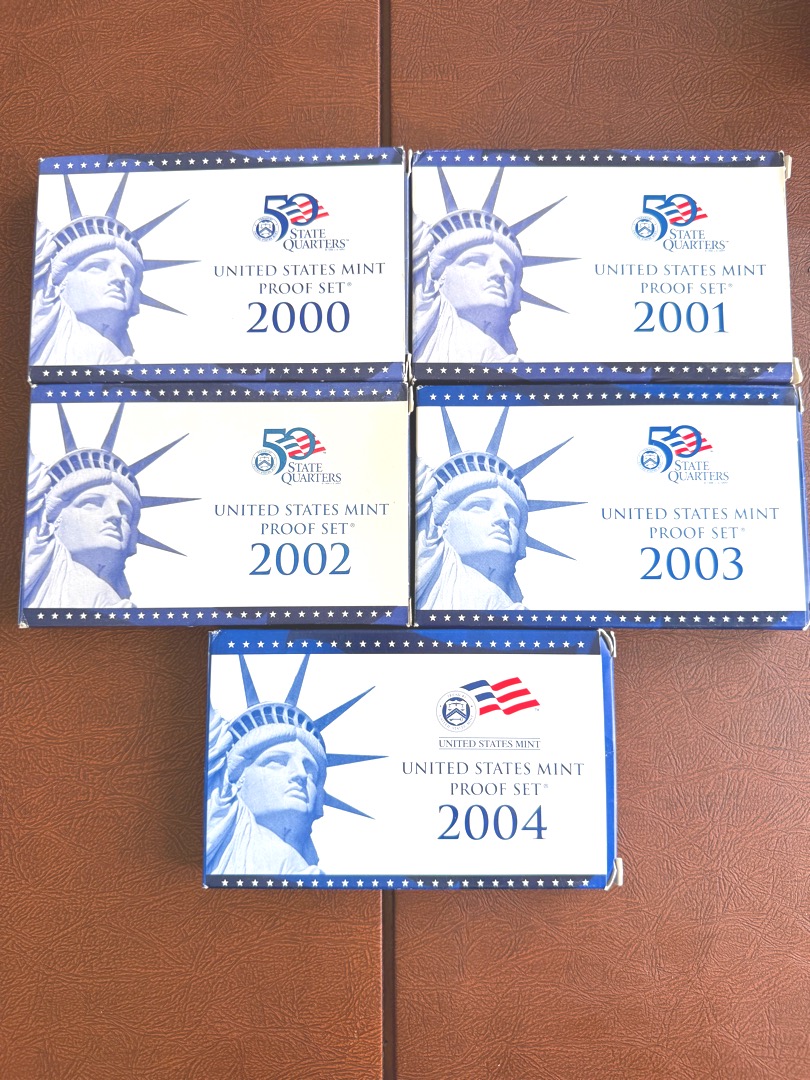 50
STATE
QUARTERS™
UNITED STATES MINT
PROOF SET®
2000
50
STATE
QUARTERS™
UNITED STATES MINT
PROOF SET®
2001
50
STATE
QUARTERS
UNITED STATES MINT
PROOF SET®
2002
50
STATE
QUARTERS
UNITED STATES MINT
PROOF SET®
2003
UNITED STATES MINT
UNITED STATES MINT
PROOF SET®
2004